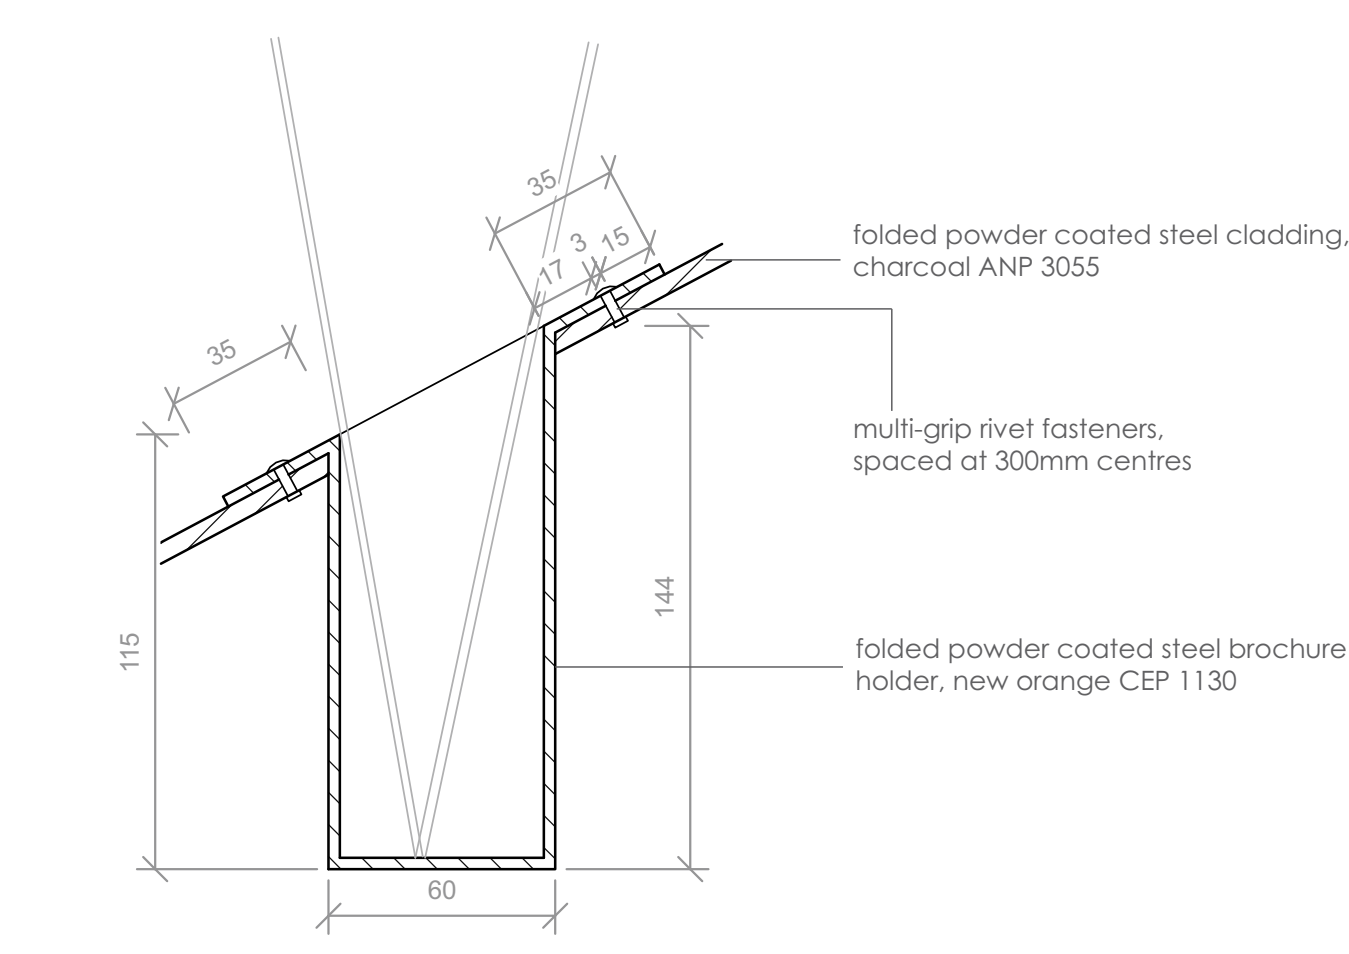 35
17
3
15
folded powder coated steel cladding,
charcoal ANP 3055
35
multi-grip rivet fasteners,
spaced at 300mm centres
144
115
folded powder coated steel brochure
holder, new orange CEP 1130
60